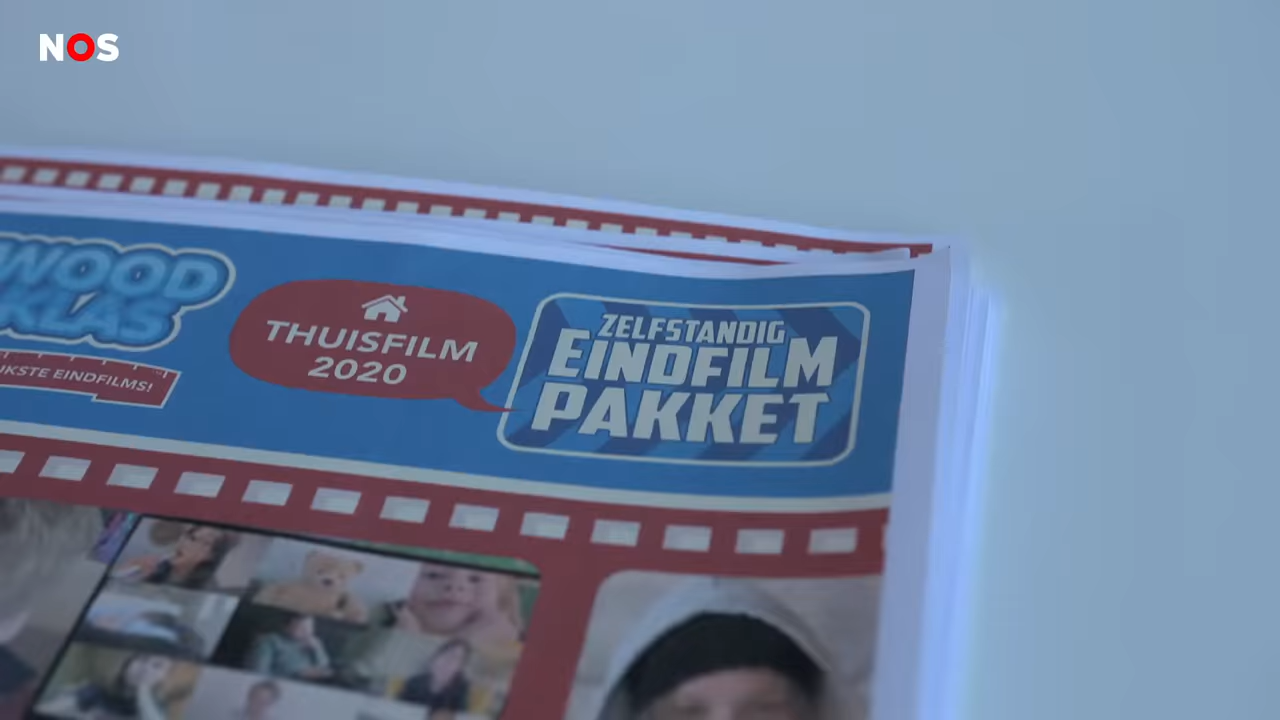 NOS
WOOD
KLAS
UKSTE EINDFILMS!
THUISFILM
2020
ZELFSTANDIG
EINDFILM
PAKKET